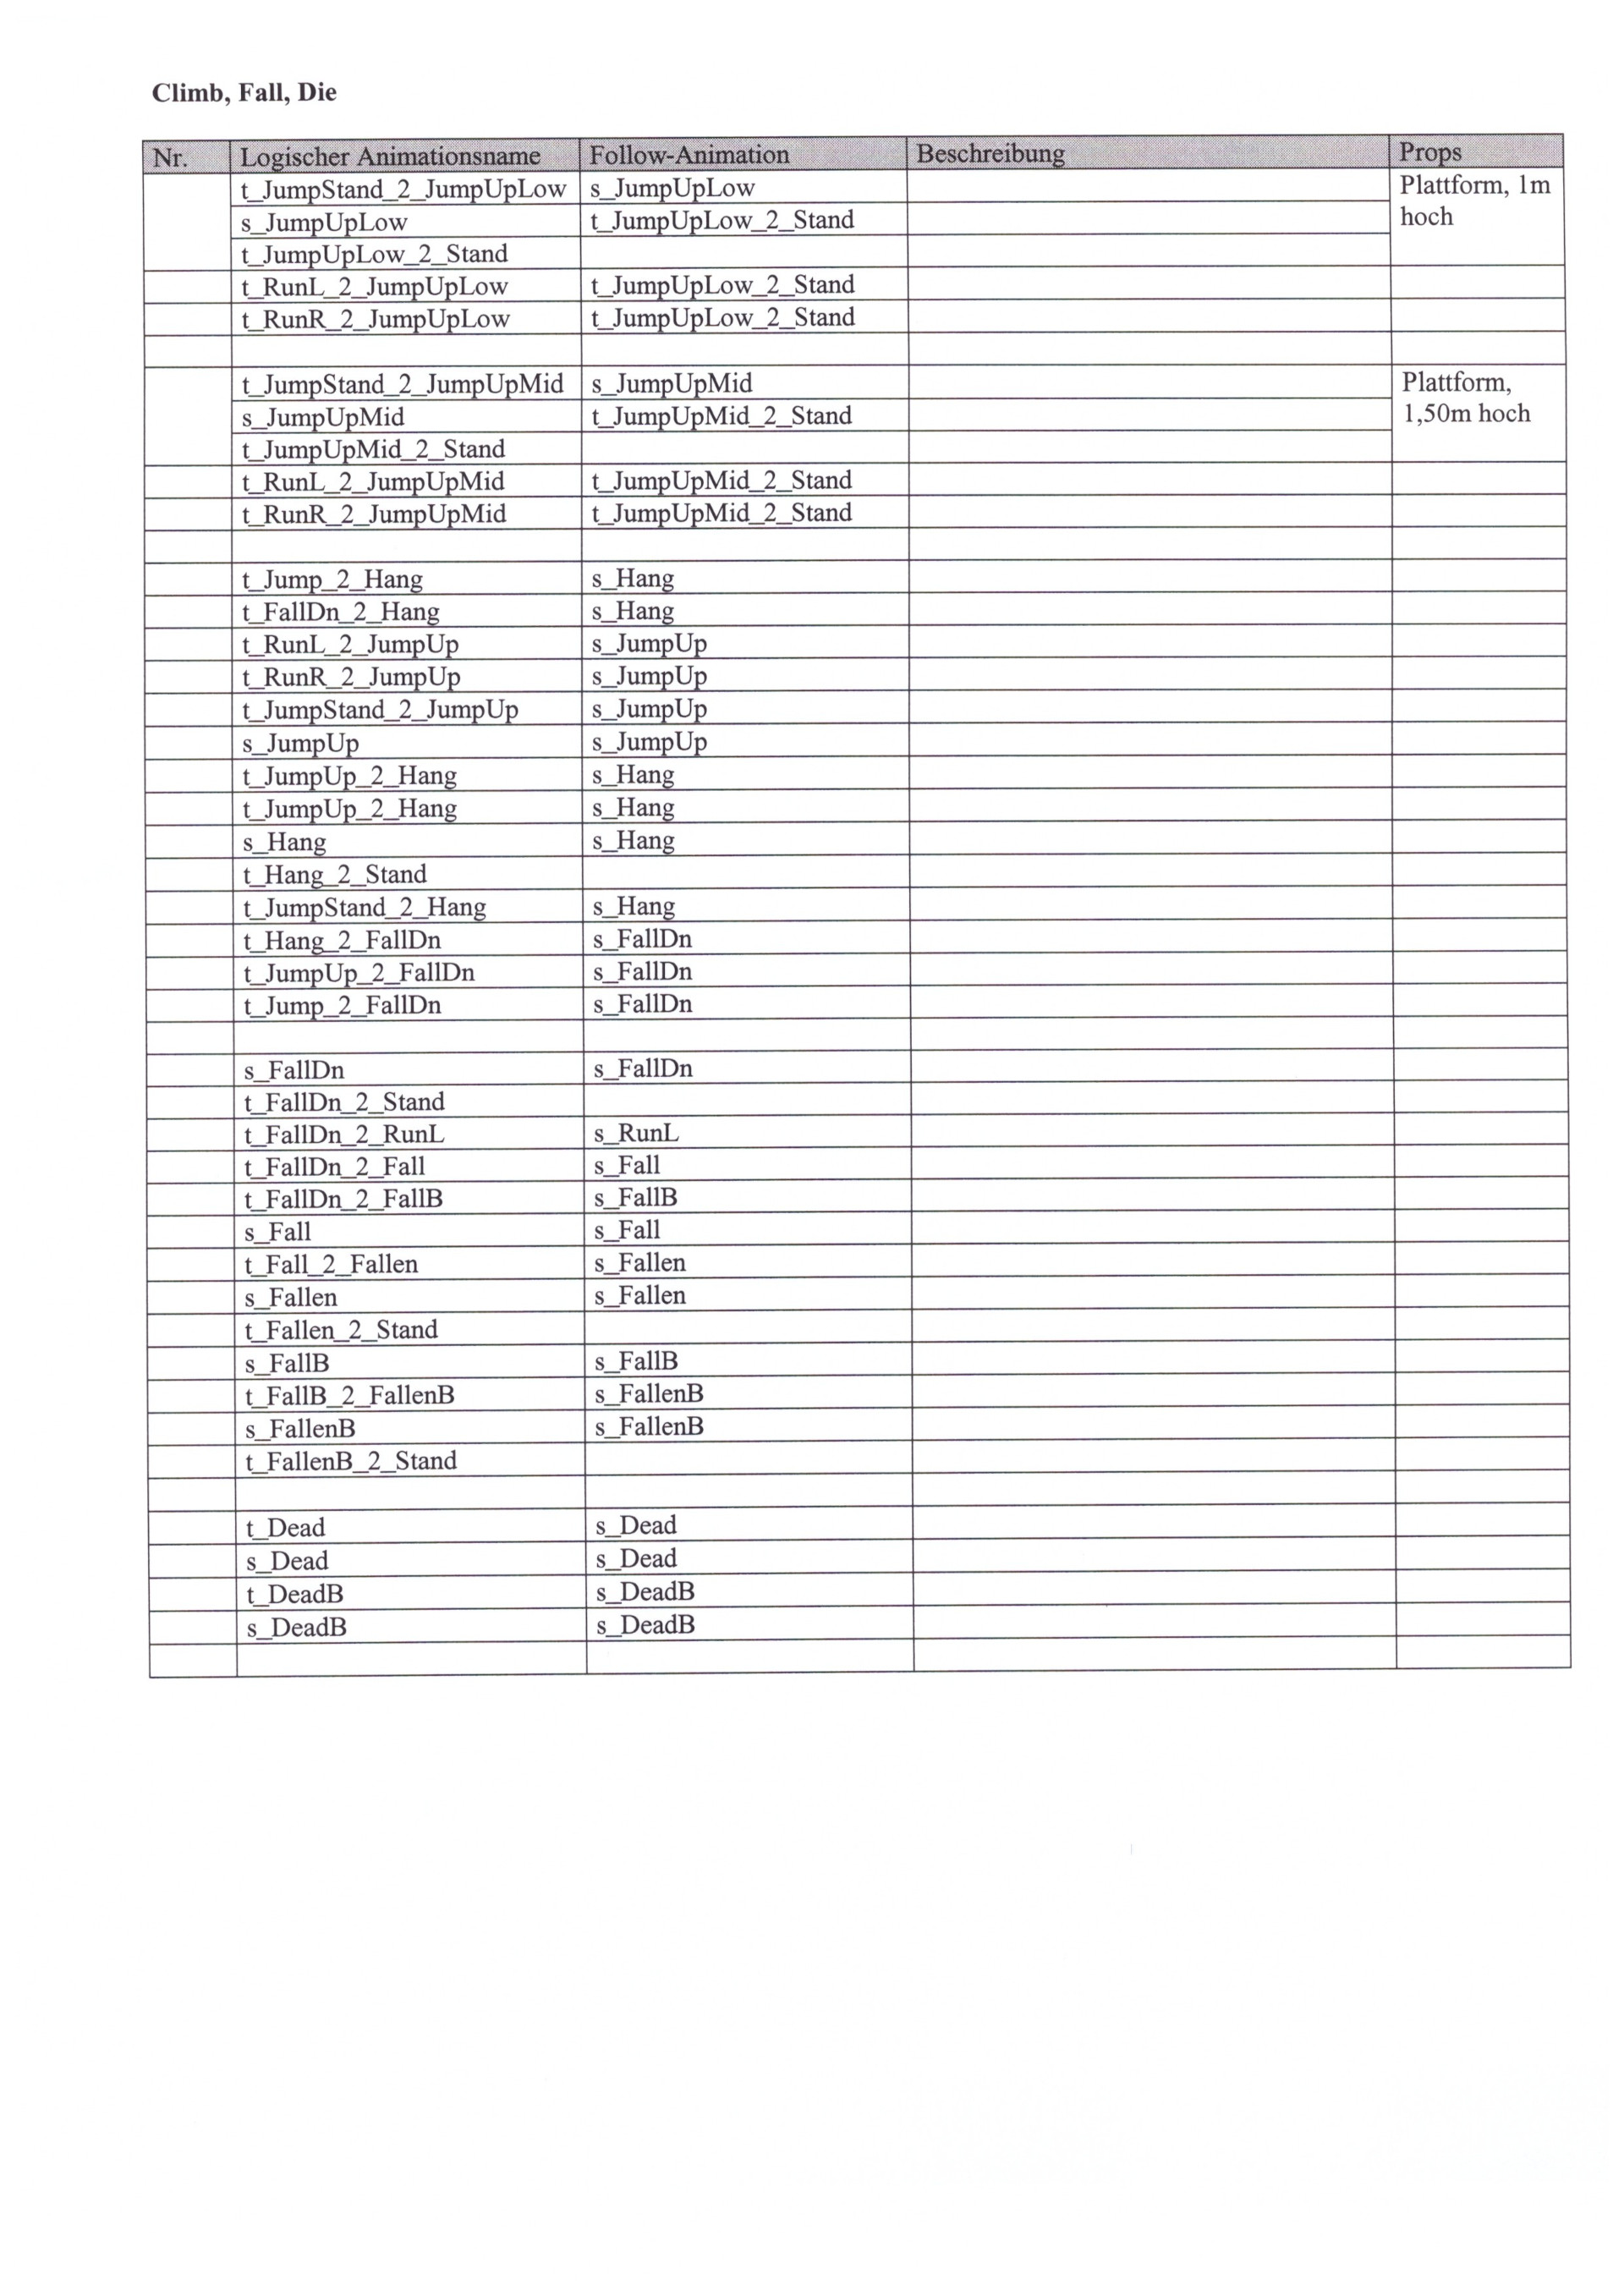 Climb, Fall, Die
Nr. Logischer Animationsname Follow-Animation Beschreibung Props
t_JumpStand_2_JumpUpLow s_JumpUpLow Plattform, 1m
s_JumpUpLow t_JumpUpLow_2_Stand hoch
t_JumpUpLow_2_Stand
t_RunL_2_JumpUpLow t_JumpUpLow_2_Stand
t_RunR_2_JumpUpLow t_JumpUpLow_2_Stand
t_JumpStand_2_JumpUpMid s_JumpUpMid Plattform,
s_JumpUpMid t_JumpUpMid_2_Stand 1,50m hoch
t_JumpUpMid_2_Stand
t_RunL_2_JumpUpMid t_JumpUpMid_2_Stand
t_RunR_2_JumpUpMid t_JumpUpMid_2_Stand
t_Jump_2_Hang s_Hang
t_FallDn_2_Hang s_Hang
t_RunL_2_JumpUp s_JumpUp
t_RunR_2_JumpUp s_JumpUp
t_JumpStand_2_JumpUp s_JumpUp
s_JumpUp s_JumpUp
t_JumpUp_2_Hang s_Hang
t_JumpUp_2_Hang s_Hang
s_Hang s_Hang
t_Hang_2_Stand
t_JumpStand_2_Hang s_Hang
t_Hang_2_FallDn s_FallDn
t_JumpUp_2_FallDn s_FallDn
t_Jump_2_FallDn s_FallDn
s_FallDn s_FallDn
t_FallDn_2_Stand
t_FallDn_2_RunL s_RunL
t_FallDn_2_Fall s_Fall
t_FallDn_2_FallB s_FallB
s_Fall s_Fall
t_Fall_2_Fallen s_Fallen
s_Fallen s_Fallen
t_Fallen_2_Stand
s_FallB s_FallB
t_FallB_2_FallenB s_FallenB
s_FallenB s_FallenB
t_FallenB_2_Stand
t_Dead s_Dead
s_Dead s_Dead
t_DeadB s_DeadB
s_DeadB s_DeadB